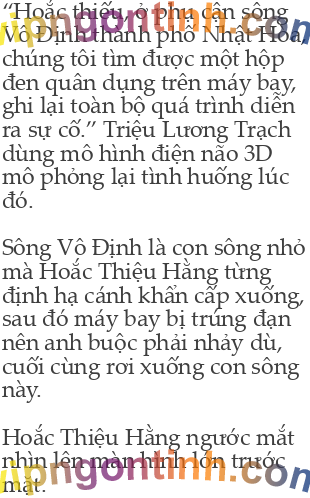 “Hoắc thiếu, ở phụ cận sông
Vô Định thành phố Nhật Hoa,
chúng tôi tìm được một hộp
đen quân dụng trên máy bay,
ghi lại toàn bộ quá trình diễn
ra sự cố.” Triệu Lương Trạch
dùng mô hình điện não 3D
mô phỏng lại tình huống lúc
đó.
Sông Vô Định là con sông nhỏ
mà Hoắc Thiệu Hằng từng
định hạ cánh khẩn cấp xuống,
sau đó máy bay bị trúng đạn
nên anh buộc phải nhảy dù,
cuối cùng rơi xuống con sông
này.
Hoắc Thiệu Hằng ngước mắt
nhìn lên màn hình lớn trước
mặt.
vipngontinh.com
vipngontinh.com